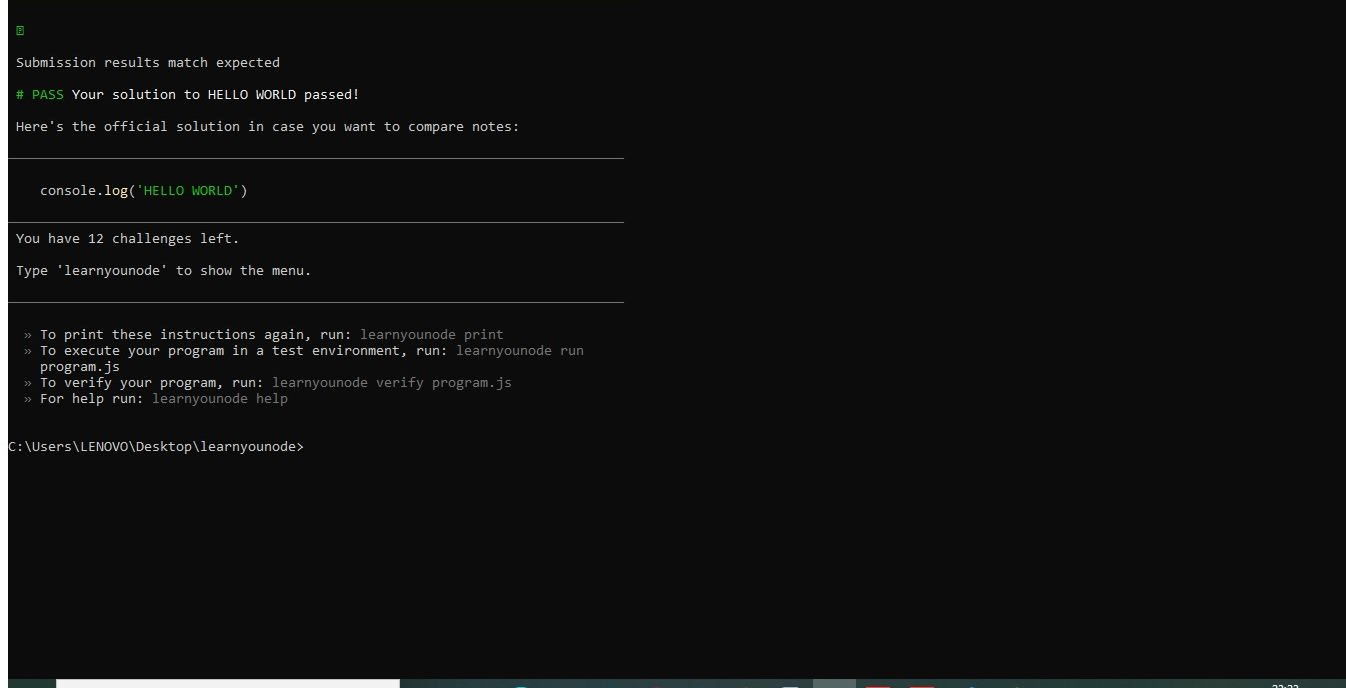 Submission results match expected
# PASS Your solution to HELLO WORLD passed!
Here's the official solution in case you want to compare notes:
console.log('HELLO WORLD')
You have 12 challenges left.
Type 'learnyounode' to show the menu.
» To print these instructions again, run: learnyounode print
» To execute your program in a test environment, run: learnyounode run
program.js
» To verify your program, run: learnyounode verify program.js
» For help run: learnyounode help
C:\Users\LENOVO\Desktop\learnyounode>